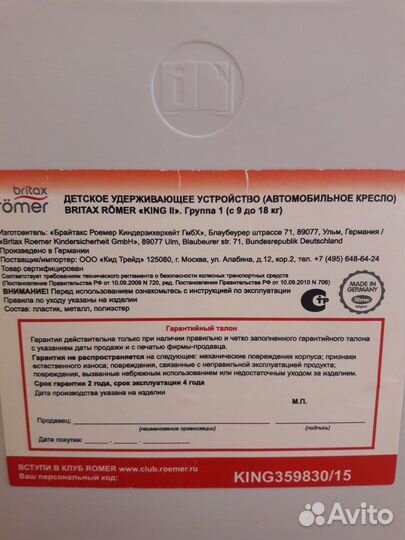 britax
römer
ДЕТСКОЕ УДЕРЖИВАЮЩЕЕ УСТРОЙСТВО (АВТОМОБИЛЬНОЕ КРЕСЛО)
BRITAX RÖMER «KING II». Группа 1 (с 9 до 18 кг)
Изготовитель: «Брайтакс Роемер Киндерзихерхейт ГмбХ», Блаубеурер штрассе 71, 89077, Ульм, Германия /
«Britax Roemer Kindersicherheit GmbH», 89077 Ulm, Blaubeurer str. 71, Bundesrepublik Deutschland
Произведено в Германии
Поставщик/импортер: ООО «Кид Трейд» 125080, г. Москва, ул. Алабяна, д.12, кор.2, тел. +7 (495) 648-64-24
Товар сертифицирован
Соответствует требованиям технического регламента о безопасности колесных транспортных средств
(Постановление Правительства РФ от 10.09.2009 N 720, ред. Постановления Правительства РФ от 10.09.2010 N 706)
ВНИМАНИЕ! Перед использованием ознакомьтесь с инструкцией по эксплуатации
Правила по уходу указаны на изделии
Состав: пластик, металл, полиэстер
MADE IN
römer
GERMANY
Гарантийный талон
Гарантия действительна только при наличии правильно и четко заполненного гарантийного талона
с указанием даты продажи и с печатью фирмы-продавца.
Гарантия не распространяется на следующее: механические повреждения корпуса; признаки
естественного износа; повреждения, связанные с неправильной эксплуатацией продукта;
повреждения, вызванные небрежным использованием или недостаточным уходом за изделием.
Срок гарантии 2 года, срок эксплуатации 4 года
Дата производства указана на изделии
М.П.
Продавец:
(наименование организации) (подпись)
Дата покупки:
ВСТУПИ В КЛУБ ROMER www.club.roemer.ru
Ваш персональный код:
KING359830/15
Avito